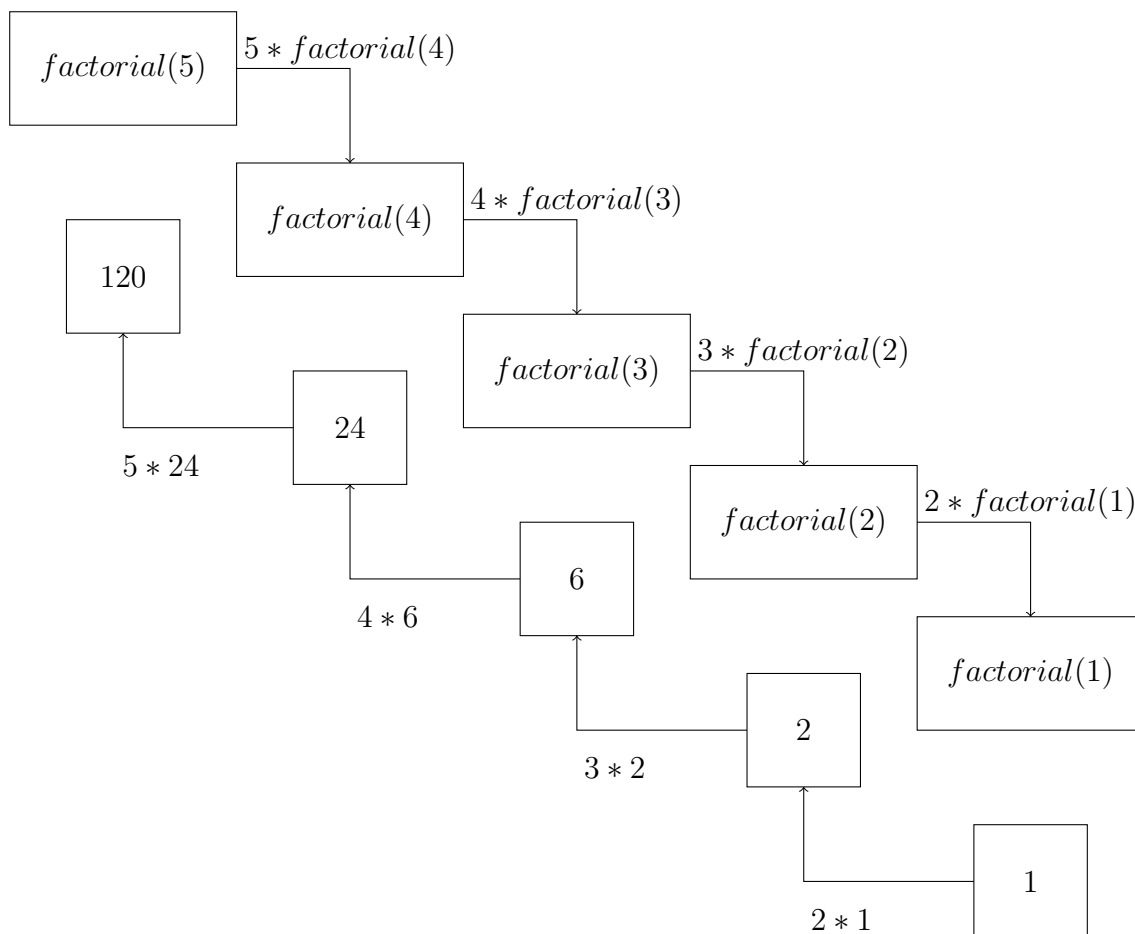 factorial(5)
5 * factorial(4)
factorial(4)
4 * factorial(3)
120
factorial(3)
3 * factorial(2)
24
5 * 24
factorial(2)
2 * factorial(1)
6
4 * 6
factorial(1)
2
3 * 2
1
2 * 1